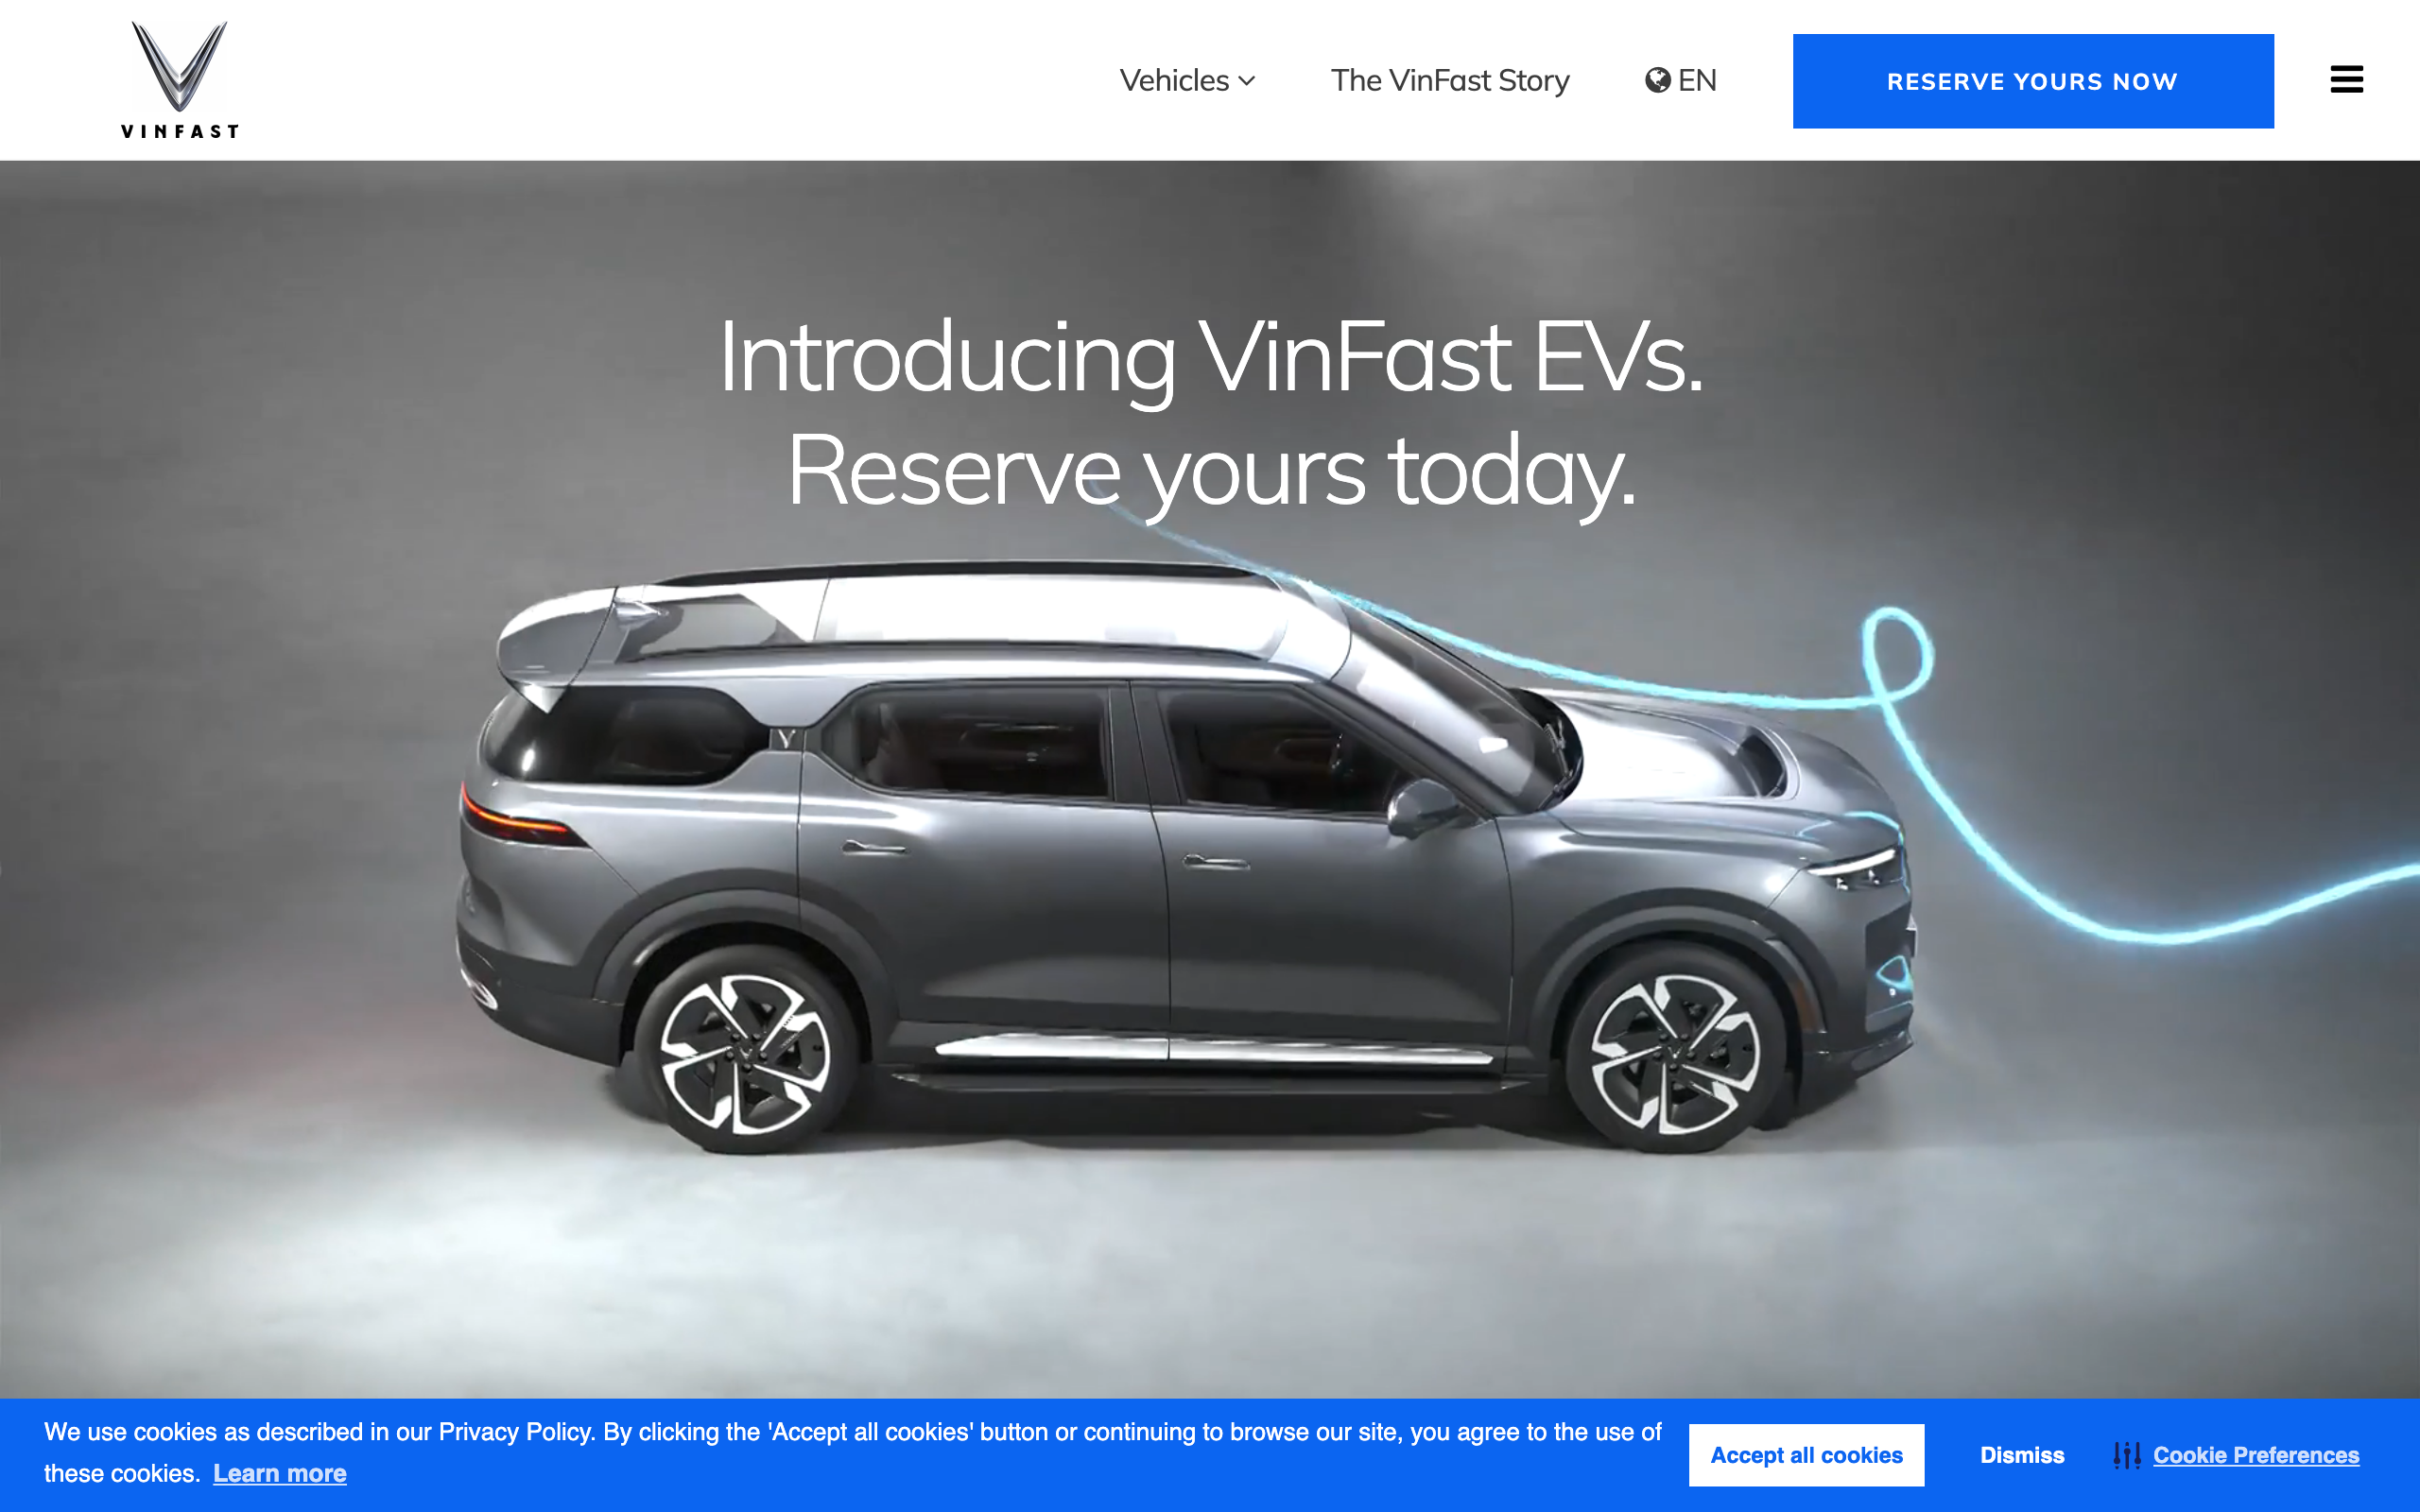 VINFAST
Vehicles
The VinFast Story
EN
RESERVE YOURS NOW
Introducing VinFast EVs.
Reserve yours today.
We use cookies as described in our Privacy Policy. By clicking the 'Accept all cookies' button or continuing to browse our site, you agree to the use of
these cookies. Learn more
Accept all cookies
Dismiss
Cookie Preferences